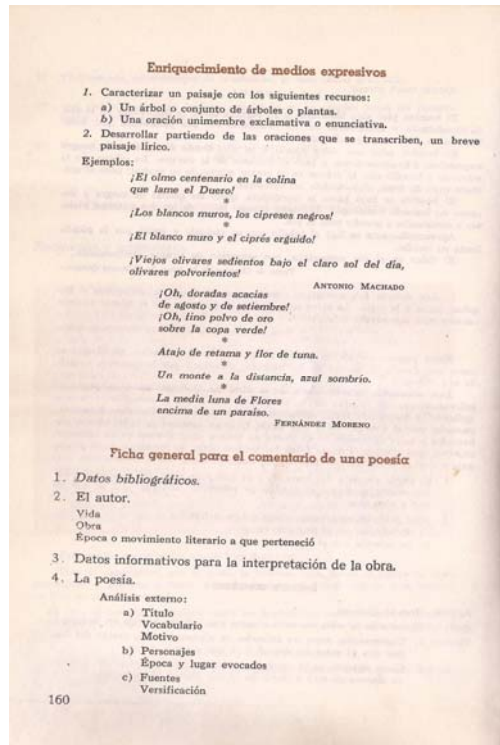 Enriquecimiento de medios expresivos
1. Caracterizar un paisaje con los siguientes recursos:
a) Un árbol o conjunto de árboles o plantas.
b) Una oración unimembre exclamativa o enunciativa.
2. Desarrollar partiendo de las oraciones que se transcriben, un breve
paisaje lírico.
Ejemplos:
¡El olmo centenario en la colina
que lame el Duero!
*
¡Los blancos muros, los cipreses negros!
*
¡El blanco muro y el ciprés erguido!
¡Viejos olivares sedientos bajo el claro sol del día,
olivares polvorientos!
ANTONIO MACHADO
¡Oh, doradas acacias
de agosto y de setiembre!
¡Oh, fino polvo de oro
sobre la copa verde!
*
Atajo de retama y flor de tuna.
*
Un monte a la distancia, azul sombrío.
*
La media luna de Flores
encima de un paraíso.
FERNÁNDEZ MORENO
Ficha general para el comentario de una poesía
1. Datos bibliográficos.
2. El autor.
Vida
Obra
Época o movimiento literario a que perteneció
3. Datos informativos para la interpretación de la obra.
4. La poesía.
Análisis externo:
a) Título
Vocabulario
Motivo
b) Personajes
Época y lugar evocados
c) Fuentes
Versificación
160